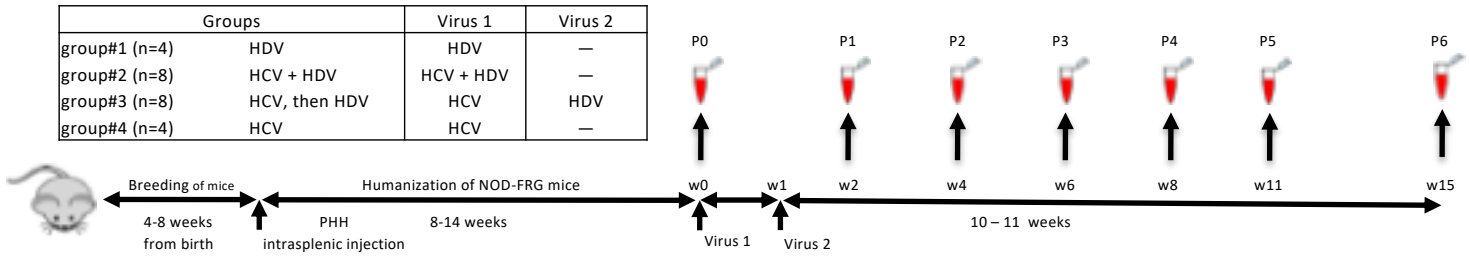 Groups Virus 1 Virus 2
group#1 (n=4) HDV HDV —
group#2 (n=8) HCV + HDV HCV + HDV —
group#3 (n=8) HCV, then HDV HCV HDV
group#4 (n=4) HCV HCV —
P0 P1 P2 P3 P4 P5 P6
Breeding of mice Humanization of NOD-FRG mice w0 w1 w2 w4 w6 w8 w11 w15
4-8 weeks PHH 8-14 weeks 10 – 11 weeks
from birth intrasplenic injection Virus 1 Virus 2